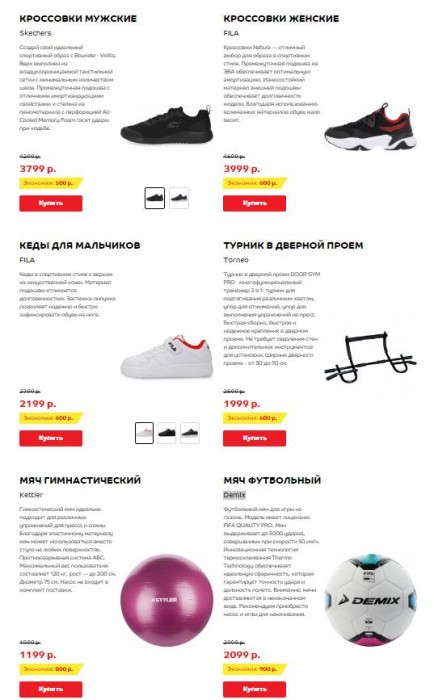 КРОССОВКИ МУЖСКИЕ
Skechers
Создай свой идеальный
спортивный образ с Bounder - Voltis.
Верх выполнен из
воздухопроницаемой текстильной
сетки с минимальным количеством
швов. Промежуточная подошва с
отличными амортизирующими
свойствами и стелька из
пеноматериала с перфорацией Air
Cooled Memory Foam гасят удары
при ходьбе.
4299 р.
3799 р.
Экономия: 500 р.
Купить
КРОССОВКИ ЖЕНСКИЕ
FILA
Кроссовки Nebula — отличный
выбор для образа в спортивном
стиле. Промежуточная подошва из
ЭВА обеспечивает оптимальную
амортизацию. Износостойкий
материал внешней подошвы
обеспечивает долговечность
модели. Благодаря использованию
вспененных материалов обувь мало
весит.
4599 р.
3999 р.
Экономия: 600 р.
Купить
КЕДЫ ДЛЯ МАЛЬЧИКОВ
FILA
Кеды в спортивном стиле с верхом
из искусственной кожи. Материал
подошвы отличается
долговечностью. Застежка-липучка
позволяет надежно и быстро
зафиксировать обувь на ноге.
FILA
2799 р.
2199 р.
Экономия: 600 р.
Купить
ТУРНИК В ДВЕРНОЙ ПРОЕМ
Torneo
Турник в дверной проем DOOR GYM
PRO - многофункциональный
тренажер 3 в 1: турник для
подтягивания различным хватом,
упор для отжиманий, упор для
выполнения упражнений на пресс.
Быстрая сборка, быстрое и
надежное крепление в дверном
проеме. Не требует сверления стен
и дополнительных инструментов
для установки. Ширина дверного
проема - от 50 до 90 см.
2599 р.
1999 р.
Экономия: 600 р.
Купить
МЯЧ ГИМНАСТИЧЕСКИЙ
Kettler
Гимнастический мяч идеально
подходит для различных
упражнений для пресса и спины.
Благодаря эластичному материалу
мяч может использоваться вместо
стула на любых поверхностях.
Противовзрывная система ABC.
Максимальный вес пользователя
составляет 120 кг, рост — до 200 см.
Диаметр 75 см. Насос не входит в
комплект поставки.
KETTLER
1999 р.
1199 р.
Экономия: 800 р.
Купить
МЯЧ ФУТБОЛЬНЫЙ
Demix
Футбольный мяч для игры на
газоне. Модель имеет лицензию
FIFA QUALITY PRO. Мяч
выдерживает до 5000 ударов,
совершенных при скорости 50 км/ч.
Инновационная технология
термосклеивания Thermo
Technology обеспечивает
идеальную сферичность, которая
гарантирует точность удара и
дальность полета. Внимание: мячи
доставляются в ненакачанном
виде. Рекомендуем приобрести
насос и иглы для накачивания.
DEMIX
2999 р.
2099 р.
Экономия: 900 р.
Купить